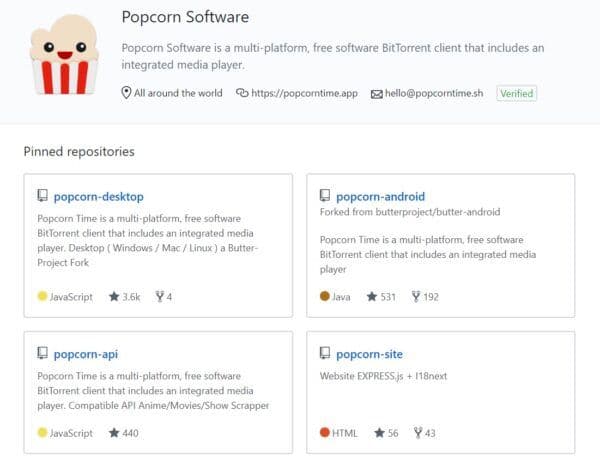 Popcorn Software
Popcorn Software is a multi-platform, free software BitTorrent client that includes an
integrated media player.
All around the world https://popcorntime.app hello@popcorntime.sh Verified
Pinned repositories
popcorn-desktop
Popcorn Time is a multi-platform, free software
BitTorrent client that includes an integrated media
player. Desktop ( Windows / Mac / Linux ) a Butter-
Project Fork
JavaScript 3.6k 4
popcorn-android
Forked from butterproject/butter-android
Popcorn Time is a multi-platform, free software
BitTorrent client that includes an integrated media
player
Java 531 192
popcorn-api
Popcorn Time is a multi-platform, free software
BitTorrent client that includes an integrated media
player. Compatible API Anime/Movies/Show Scrapper
JavaScript 440
popcorn-site
Website EXPRESS.js + I18next
HTML 56 43